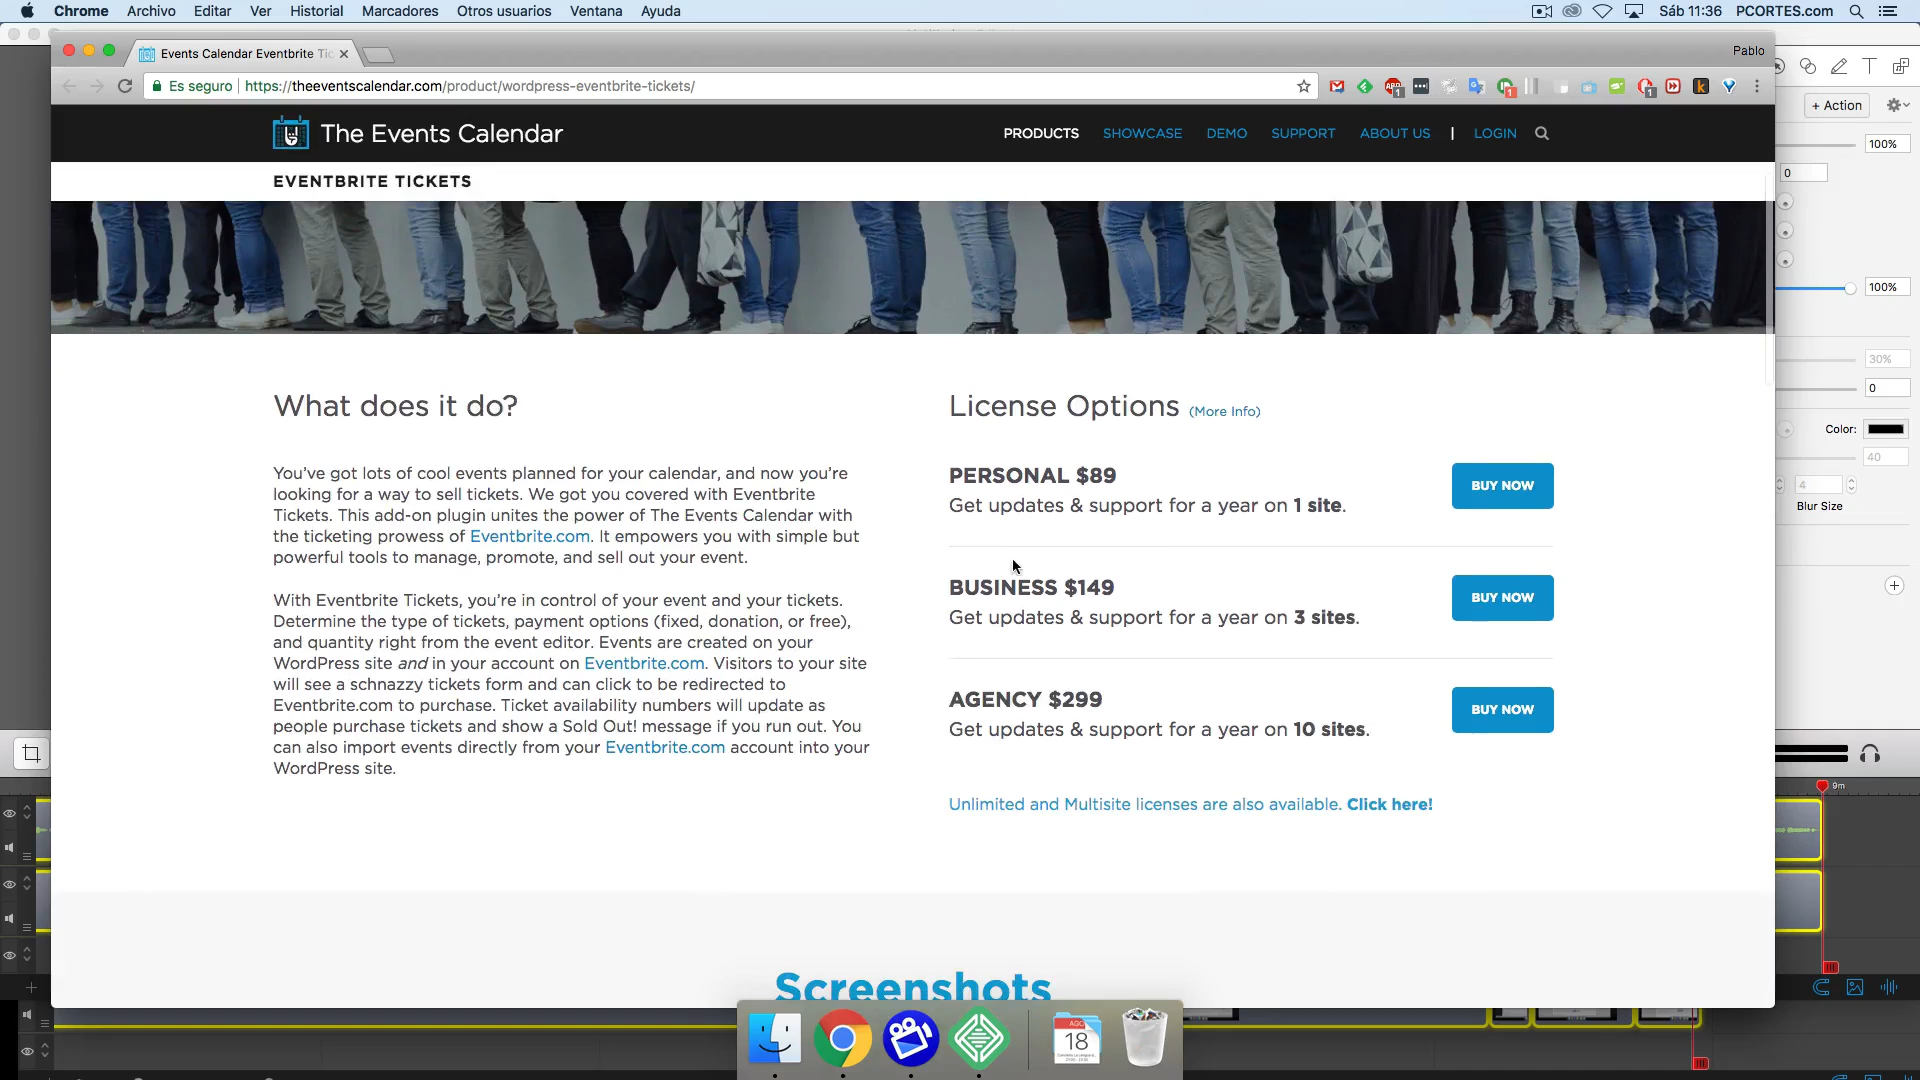 Chrome Archivo Editar Ver Historial Marcadores Otros usuarios Ventana Ayuda
Sáb 11:36 PCORTES.com
Events Calendar Eventbrite Tic
Pablo
Es seguro https://theeventscalendar.com/product/wordpress-eventbrite-tickets/
+ Action
The Events Calendar
PRODUCTS SHOWCASE DEMO SUPPORT ABOUT US | LOGIN
100%
0
EVENTBRITE TICKETS
100%
30%
0
What does it do?
You've got lots of cool events planned for your calendar, and now you're
looking for a way to sell tickets. We got you covered with Eventbrite
Tickets. This add-on plugin unites the power of The Events Calendar with
the ticketing prowess of Eventbrite.com. It empowers you with simple but
powerful tools to manage, promote, and sell out your event.
With Eventbrite Tickets, you're in control of your event and your tickets.
Determine the type of tickets, payment options (fixed, donation, or free),
and quantity right from the event editor. Events are created on your
WordPress site and in your account on Eventbrite.com. Visitors to your site
will see a schnazzy tickets form and can click to be redirected to
Eventbrite.com to purchase. Ticket availability numbers will update as
people purchase tickets and show a Sold Out! message if you run out. You
can also import events directly from your Eventbrite.com account into your
WordPress site.
License Options (More Info)
PERSONAL $89
Get updates & support for a year on 1 site.
BUY NOW
BUSINESS $149
Get updates & support for a year on 3 sites.
BUY NOW
AGENCY $299
Get updates & support for a year on 10 sites.
BUY NOW
Unlimited and Multisite licenses are also available. Click here!
Color:
40
4
Blur Size
9m
Screenshots
AGO
18